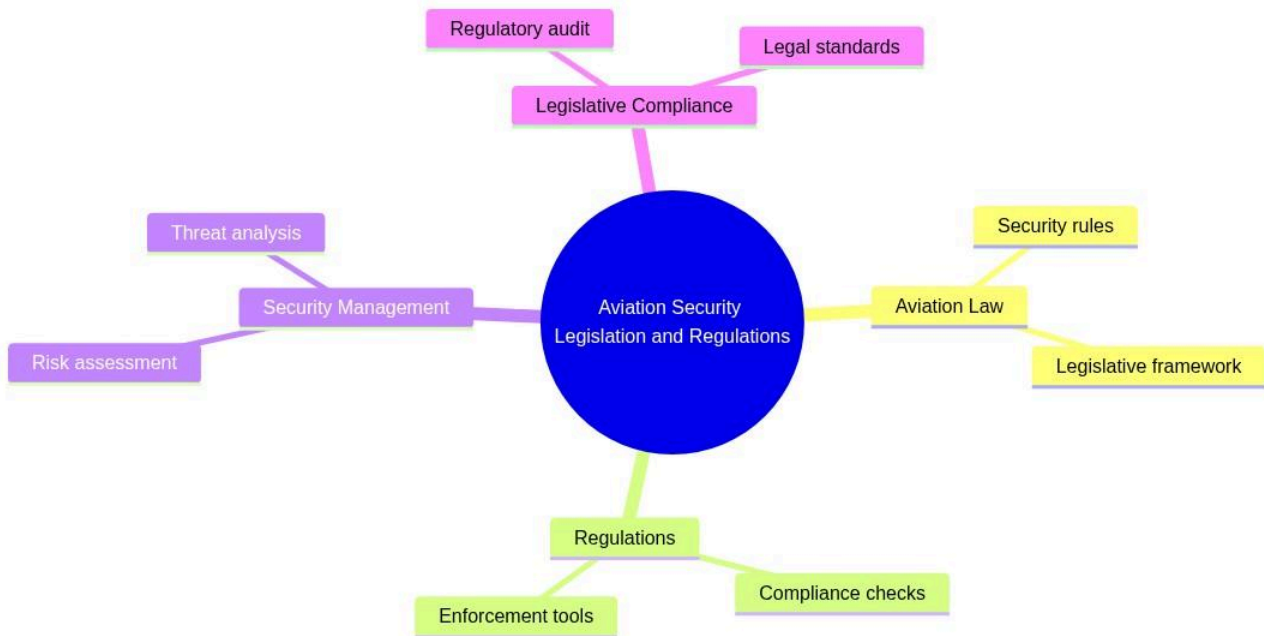 Regulatory audit
Legal standards
Legislative Compliance
Security rules
Threat analysis
Aviation Law
Security Management
Aviation Security
Legislation and Regulations
Risk assessment
Legislative framework
Regulations
Compliance checks
Enforcement tools